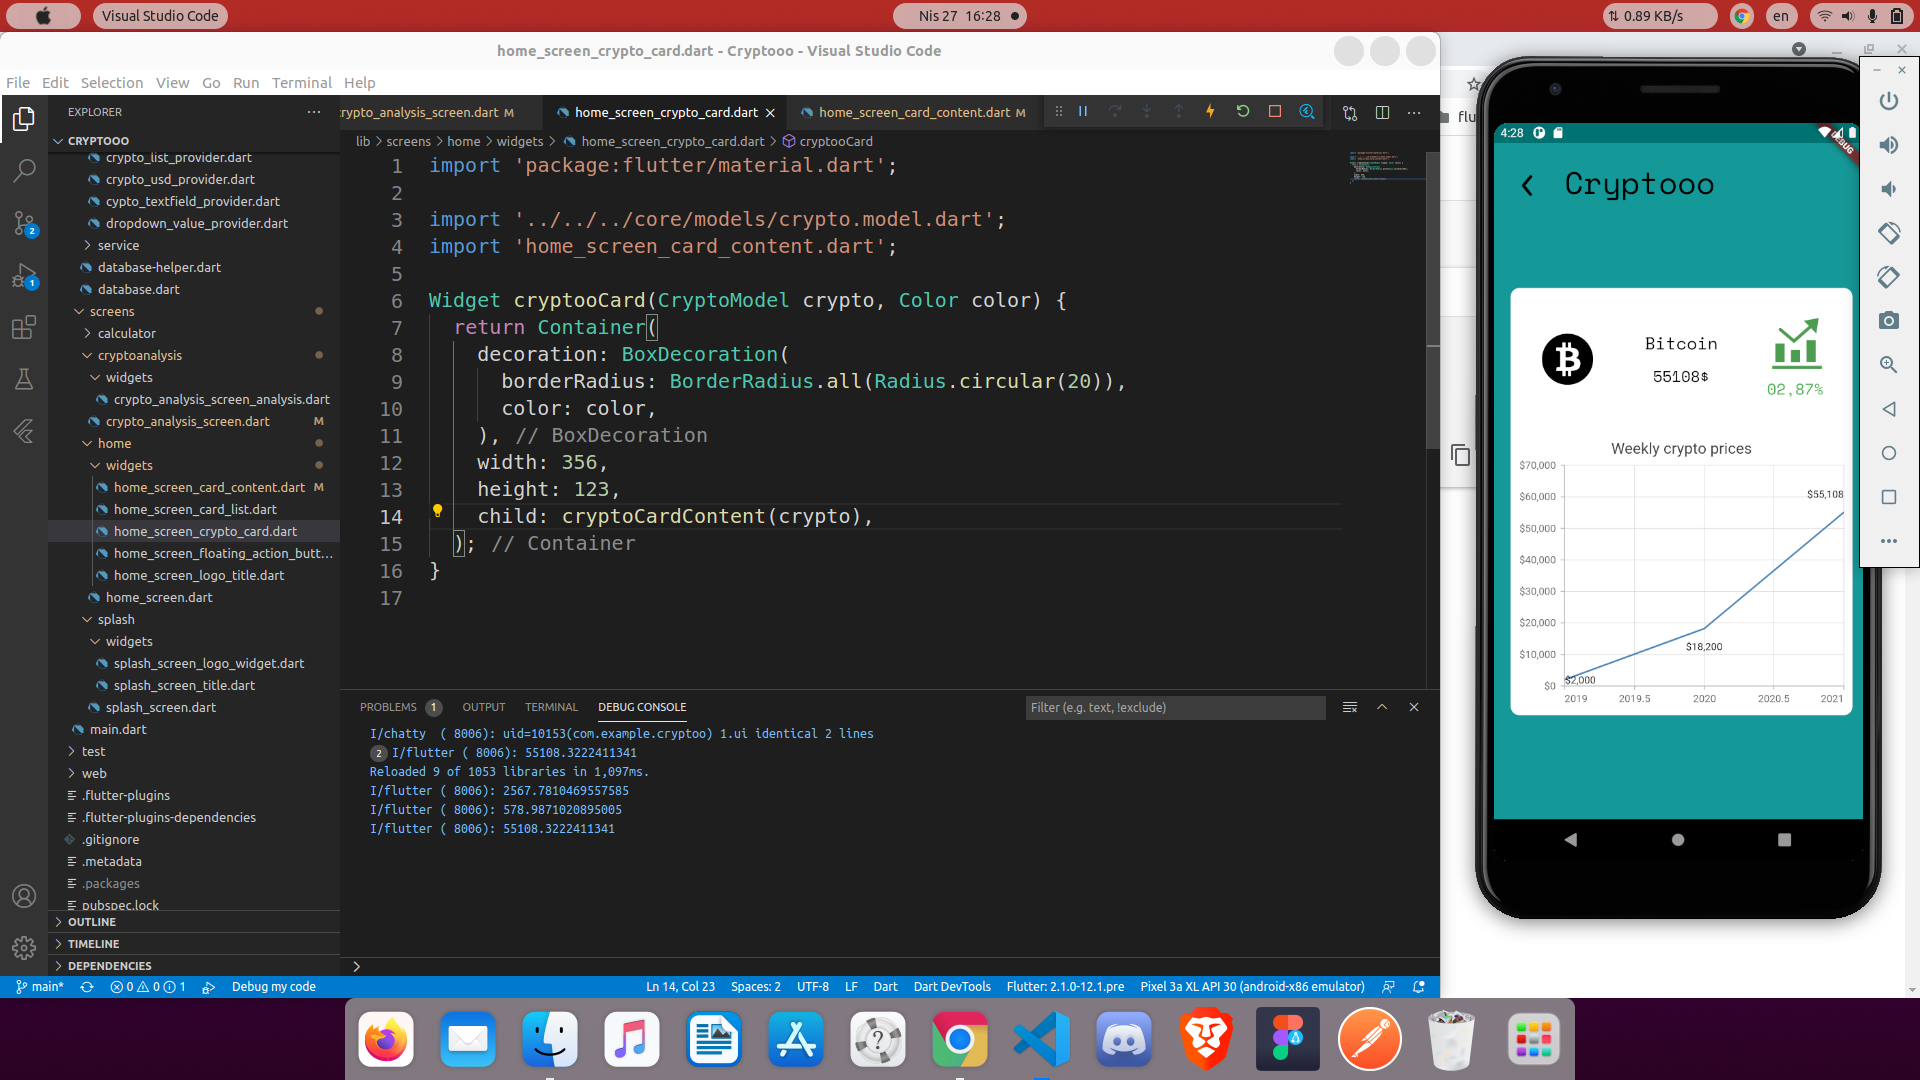 Visual Studio Code
Nis 27 16:28
0.89 KB/s
en
home_screen_crypto_card.dart - Cryptooo - Visual Studio Code
File Edit Selection View Go Run Terminal Help
EXPLORER
CRYPTOOO
crypto_list_provider.dart
crypto_usd_provider.dart
cypto_textfield_provider.dart
dropdown_value_provider.dart
service
database-helper.dart
database.dart
screens
calculator
cryptoanalysis
widgets
crypto_analysis_screen_analysis.dart
crypto_analysis_screen.dart M
home
widgets
home_screen_card_content.dart M
home_screen_card_list.dart
home_screen_crypto_card.dart
home_screen_floating_action_butt...
home_screen_logo_title.dart
home_screen.dart
splash
widgets
splash_screen_logo_widget.dart
splash_screen_title.dart
splash_screen.dart
main.dart
test
web
.flutter-plugins
.flutter-plugins-dependencies
.gitignore
.metadata
.packages
pubspec.lock
OUTLINE
TIMELINE
DEPENDENCIES
2
1
rypto_analysis_screen.dart M
home_screen_crypto_card.dart
home_screen_card_content.dart M
lib > screens > home > widgets > home_screen_crypto_card.dart > cryptooCard
1 import 'package:flutter/material.dart';
2
3 import '../../../core/models/crypto.model.dart';
4 import 'home_screen_card_content.dart';
5
6 Widget cryptooCard(CryptoModel crypto, Color color) {
7 return Container(
8 decoration: BoxDecoration(
9 borderRadius: BorderRadius.all(Radius.circular(20)),
10 color: color,
11 ), // BoxDecoration
12 width: 356,
13 height: 123,
14 child: cryptoCardContent(crypto),
15 ); // Container
16 }
17
PROBLEMS 1 OUTPUT TERMINAL DEBUG CONSOLE
Filter (e.g. text, !exclude)
I/chatty ( 8006): uid=10153(com.example.cryptoo) 1.ui identical 2 lines
2 I/flutter ( 8006): 55108.3222411341
Reloaded 9 of 1053 libraries in 1,097ms.
I/flutter ( 8006): 2567.7810469557585
I/flutter ( 8006): 578.9871020895005
I/flutter ( 8006): 55108.3222411341
main* 0 0 1 Debug my code
Ln 14, Col 23 Spaces: 2 UTF-8 LF Dart Dart DevTools Flutter: 2.1.0-12.1.pre Pixel 3a XL API 30 (android-x86 emulator)
flu
4:28
DEBUG
Cryptooo
Bitcoin
55108$
02,87%
Weekly crypto prices
$70,000
$60,000
$50,000
$40,000
$30,000
$20,000
$10,000
$0
$55,108
$18,200
$2,000
2019 2019.5 2020 2020.5 2021